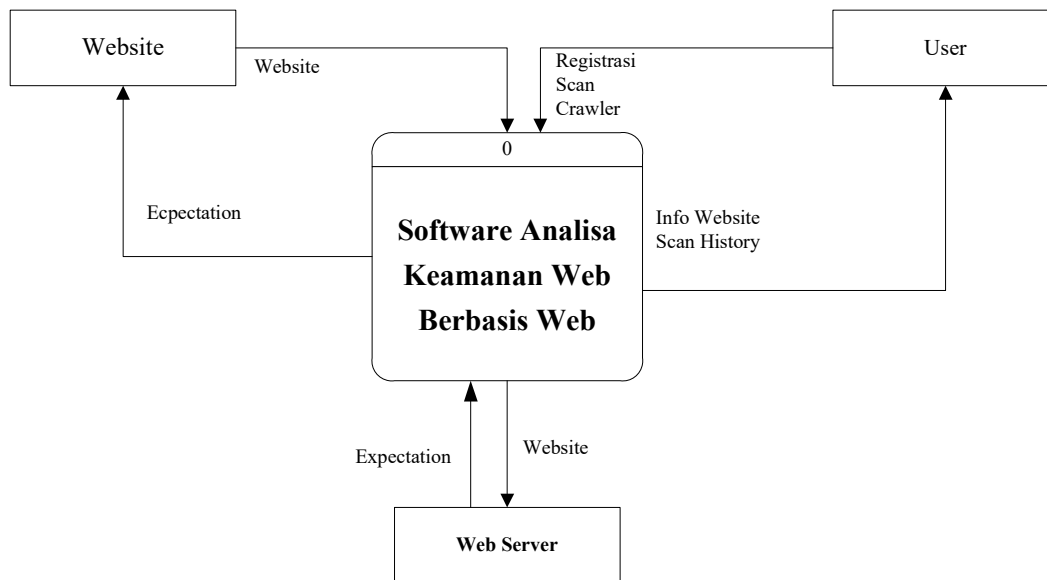 Website
User
Website
Registrasi
Scan
Crawler
0
Ecpectation
Software Analisa
Keamanan Web
Berbasis Web
Info Website
Scan History
Expectation
Website
Web Server